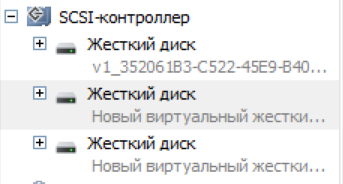 SCSI-контроллер
Жесткий диск
v1_352061B3-C522-45E9-B40...
Жесткий диск
Новый виртуальный жестки...
Жесткий диск
Новый виртуальный жестки...